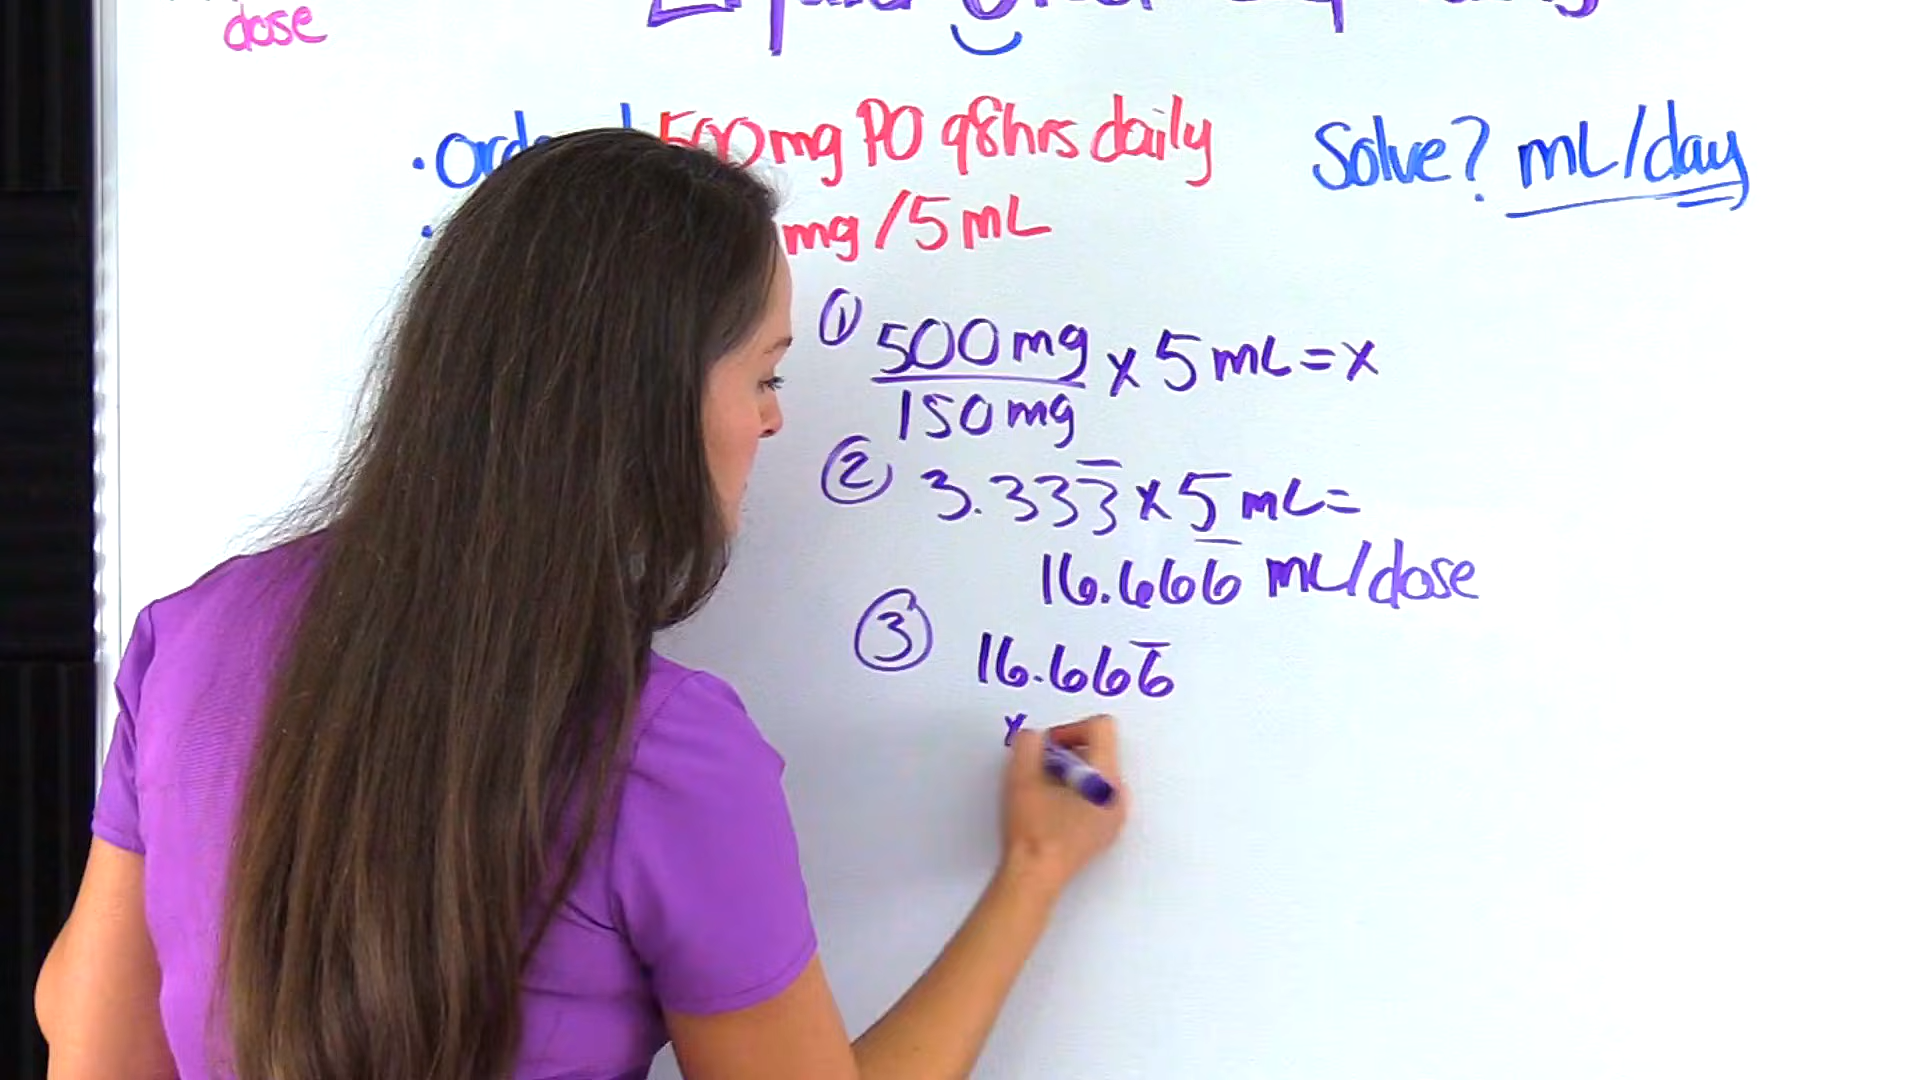 dose
500mg PO q8hrs daily
Solve? mL/day
mg/5mL
① 500mg/150mg x 5mL = x
② 3.333̅ x 5mL =
16.666̅ mL/dose
③ 16.666̅
x